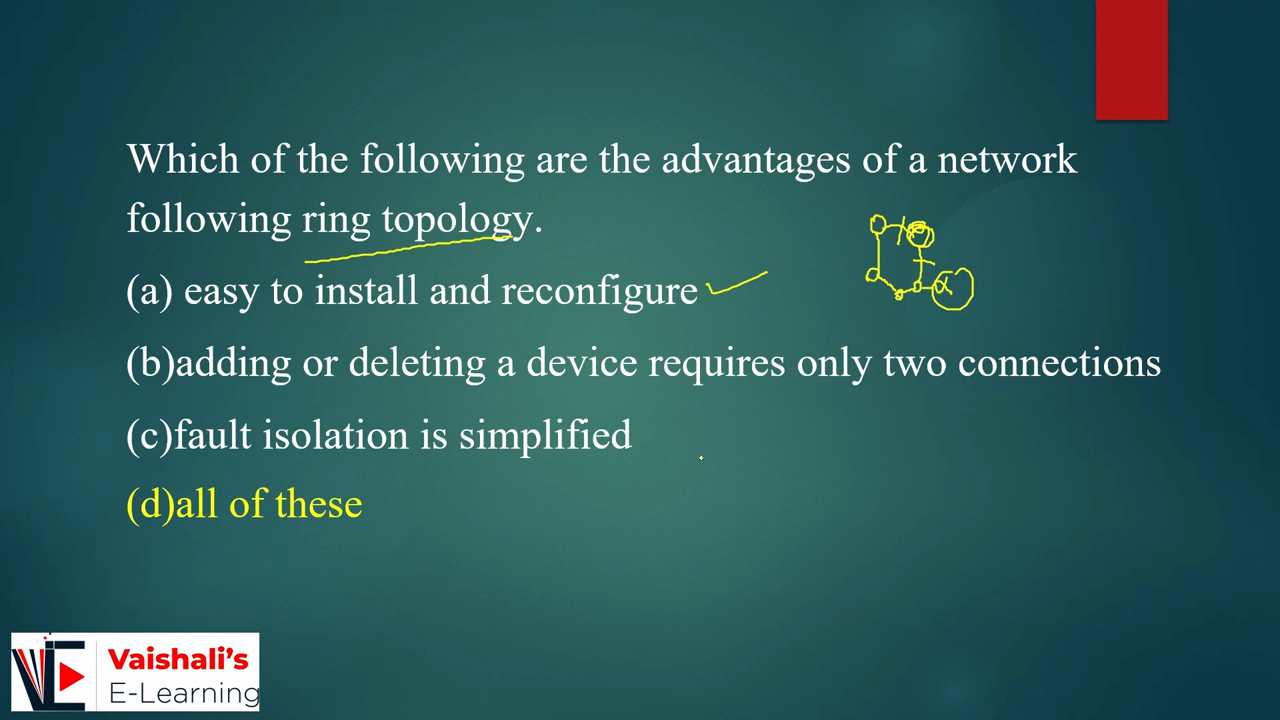 Which of the following are the advantages of a network
following ring topology.
(a) easy to install and reconfigure
(b)adding or deleting a device requires only two connections
(c)fault isolation is simplified
(d)all of these
Vaishali's
E-Learning